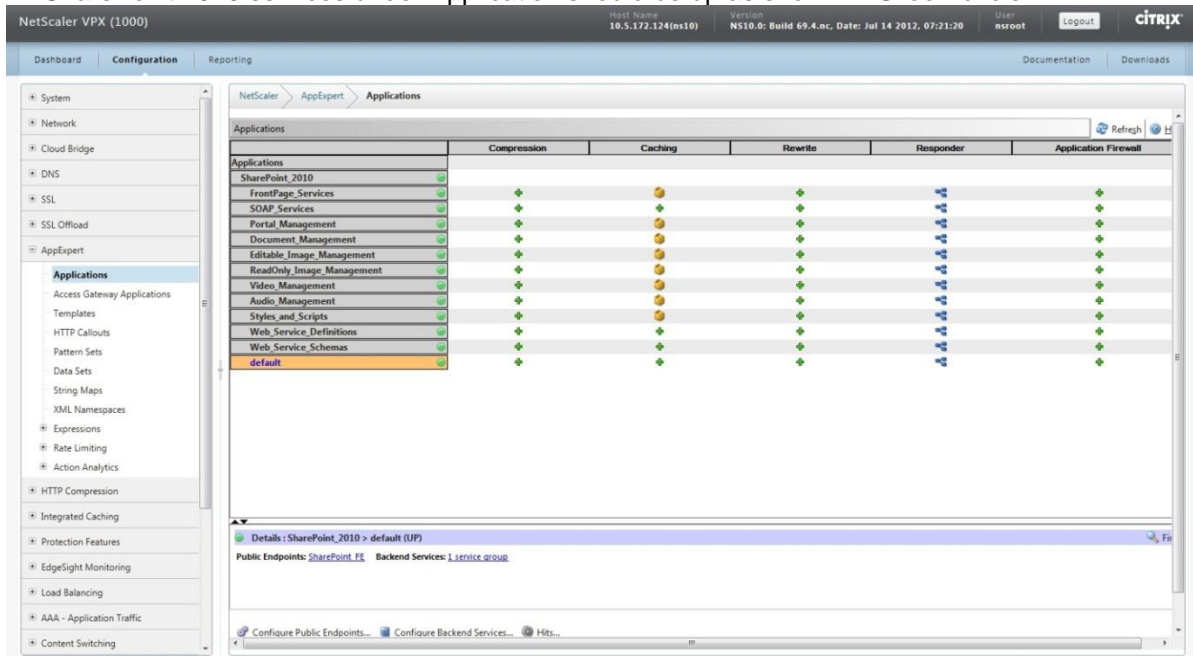 NetScaler VPX (1000)
Host Name
10.5.172.124(ns10)
Version
NS10.0: Build 69.4.nc, Date: Jul 14 2012, 07:21:20
User
nsroot
Logout
CITRIX
Dashboard Configuration Reporting Documentation Downloads
System
Network
Cloud Bridge
DNS
SSL
SSL Offload
AppExpert
Applications
Access Gateway Applications
Templates
HTTP Callouts
Pattern Sets
Data Sets
String Maps
XML Namespaces
Expressions
Rate Limiting
Action Analytics
HTTP Compression
Integrated Caching
Protection Features
EdgeSight Monitoring
Load Balancing
AAA - Application Traffic
Content Switching
NetScaler AppExpert Applications
Applications Refresh H
Compression Caching Rewrite Responder Application Firewall
Applications
SharePoint_2010
FrontPage_Services
SOAP_Services
Portal_Management
Document_Management
Editable_Image_Management
ReadOnly_Image_Management
Video_Management
Audio_Management
Styles_and_Scripts
Web_Service_Definitions
Web_Service_Schemas
default
Details : SharePoint_2010 > default (UP) Fi
Public Endpoints: SharePoint_FE Backend Services: 1 service group
Configure Public Endpoints... Configure Backend Services... Hits...